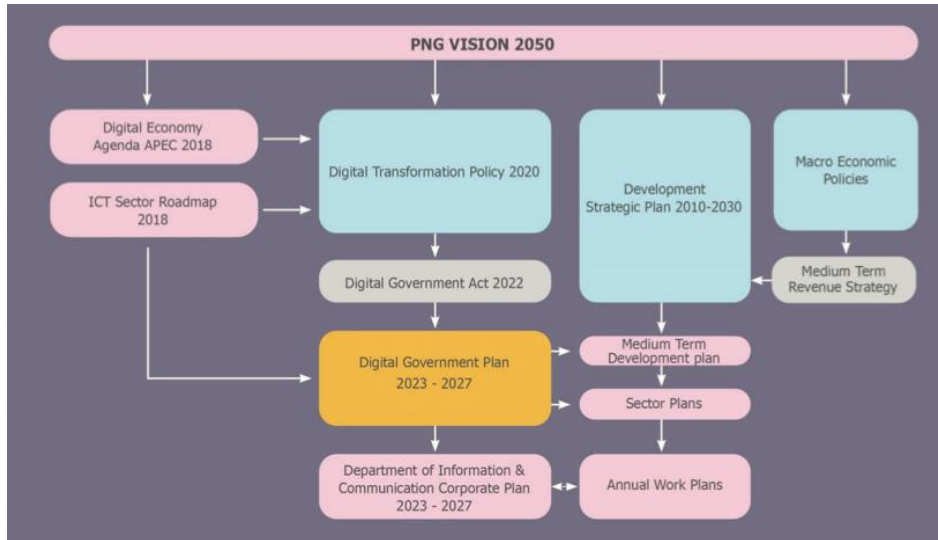 PNG VISION 2050
Digital Economy
Agenda APEC 2018
ICT Sector Roadmap
2018
Digital Transformation Policy 2020
Development
Strategic Plan 2010-2030
Macro Economic
Policies
Medium Term
Revenue Strategy
Digital Government Act 2022
Digital Government Plan
2023 - 2027
Medium Term
Development plan
Sector Plans
Department of Information &
Communication Corporate Plan
2023 - 2027
Annual Work Plans